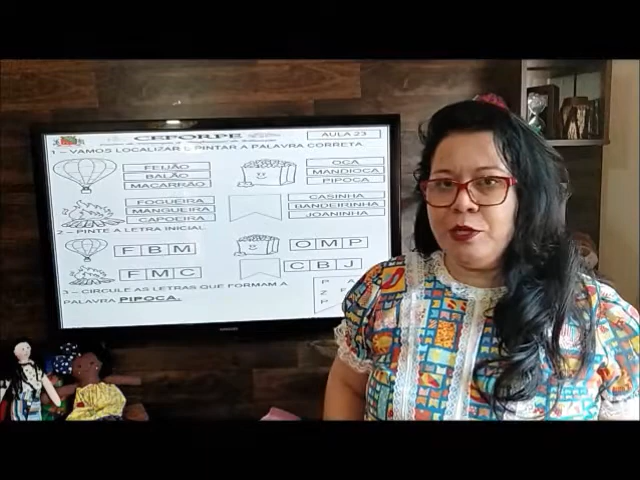 CEFORPE
AULA 23
1 – VAMOS LOCALIZAR E PINTAR A PALAVRA CORRETA.
FEIJÃO
BALÃO
MACARRÃO
OCA
MANDIOCA
PIPOCA
FOGUEIRA
MANGUEIRA
CAPOEIRA
CASINHA
BANDEIRINHA
JOANINHA
2 – PINTE A LETRA INICIAL
F B M
O M P
F M C
C B J
3 – CIRCULE AS LETRAS QUE FORMAM A
PALAVRA PIPOCA.
P
Z
P